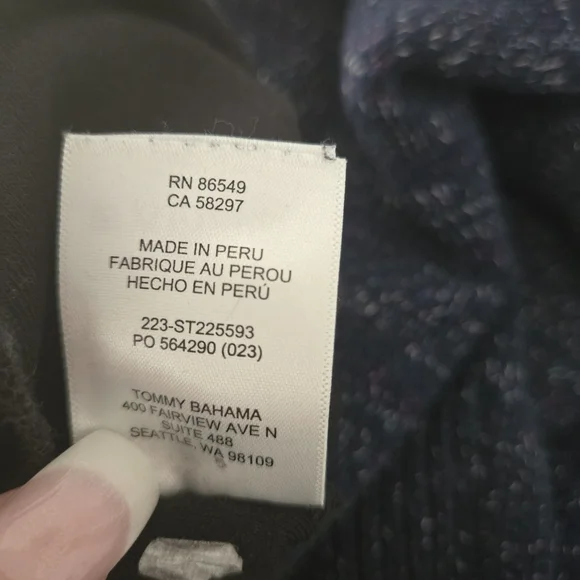 RN 86549
CA 58297
MADE IN PERU
FABRIQUE AU PEROU
HECHO EN PERÚ
223-ST225593
PO 564290 (023)
TOMMY BAHAMA
400 FAIRVIEW AVE N
SUITE 488
SEATTLE, WA 98109